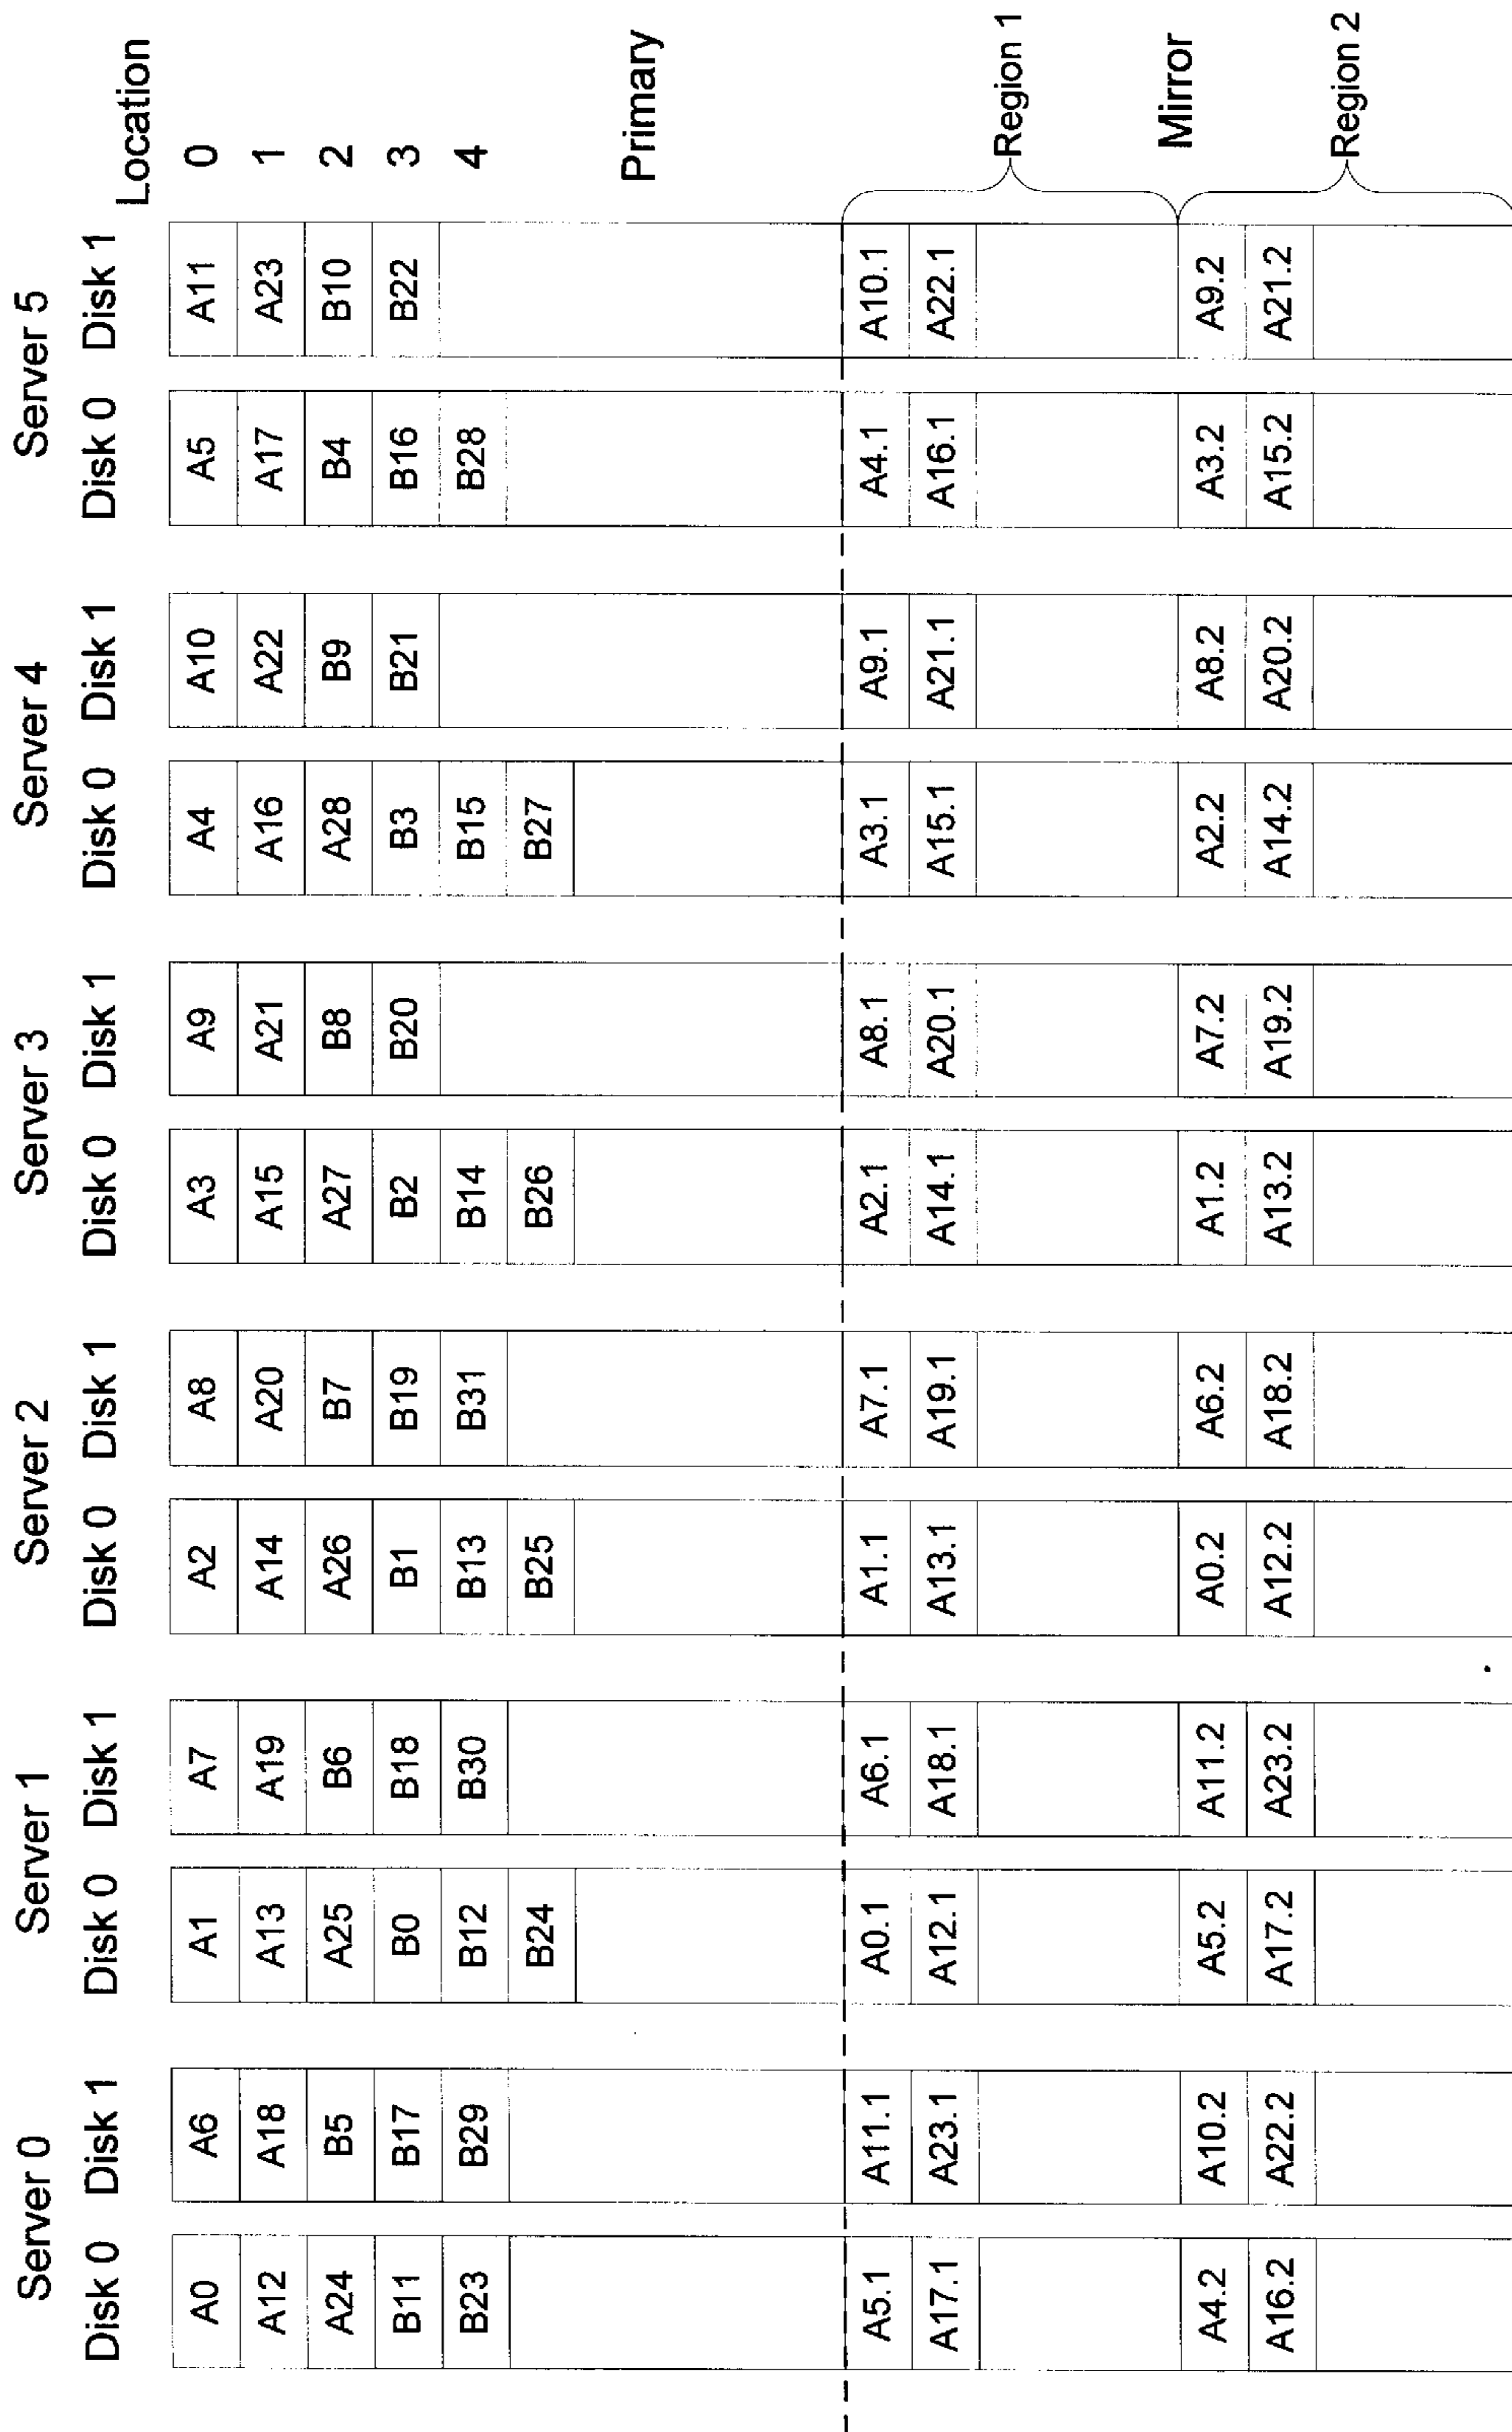 Server 0 Server 1 Server 2 Server 3 Server 4 Server 5
Disk 0 Disk 1 Disk 0 Disk 1 Disk 0 Disk 1 Disk 0 Disk 1 Disk 0 Disk 1 Disk 0 Disk 1 Location
A0 A6 A1 A7 A2 A8 A3 A9 A4 A10 A5 A11 0
A12 A18 A13 A19 A14 A20 A15 A21 A16 A22 A17 A23 1
A24 B5 A25 B6 A26 B7 A27 B8 A28 B9 B4 B10 2
B11 B17 B0 B18 B1 B19 B2 B20 B3 B21 B16 B22 3
B23 B29 B12 B30 B13 B31 B14 B15 B28 4
B24 B25 B26 B27
Primary
A5.1 A11.1 A0.1 A6.1 A1.1 A7.1 A2.1 A8.1 A3.1 A9.1 A4.1 A10.1
A17.1 A23.1 A12.1 A18.1 A13.1 A19.1 A14.1 A20.1 A15.1 A21.1 A16.1 A22.1
Region 1
Mirror
A4.2 A10.2 A5.2 A11.2 A0.2 A6.2 A1.2 A7.2 A2.2 A8.2 A3.2 A9.2
A16.2 A22.2 A17.2 A23.2 A12.2 A18.2 A13.2 A19.2 A14.2 A20.2 A15.2 A21.2
Region 2